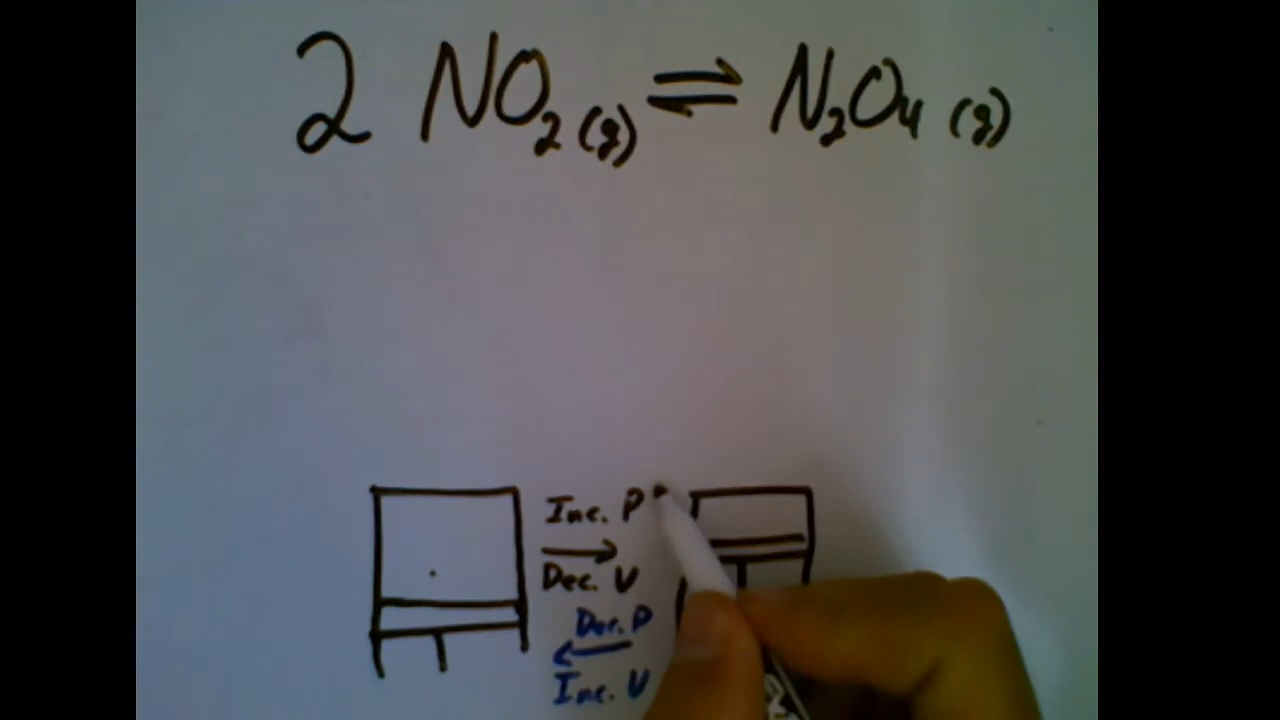 2 NO₂(g) ⇌ N₂O₄ (g)
Inc. P
Dec. V
Dec. P
Inc. V